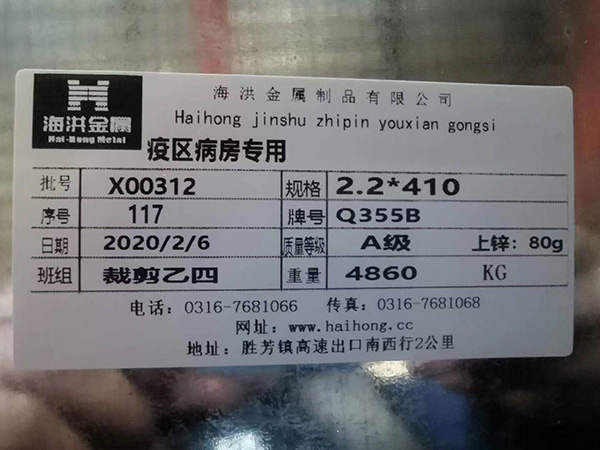 海洪金属制品有限公司
Haihong jinshu zhipin youxian gongsi
海洪金属
Hai-Hong Metal
疫区病房专用
批号 X00312 规格 2.2*410
序号 117 牌号 Q355B
日期 2020/2/6 质量等级 A级 上锌：80g
班组 裁剪乙四 重量 4860 KG
电话：0316-7681066 传真：0316-7681068
网址：www.haihong.cc
地址：胜芳镇高速出口南西行2公里